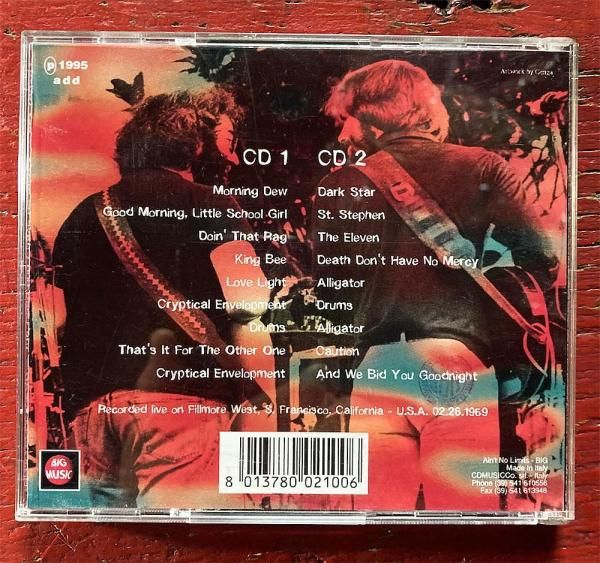 ℗ 1995
add
Artwork by Genza
CD 1
CD 2
Morning Dew
Dark Star
Good Morning, Little School Girl
St. Stephen
Doin' That Rag
The Eleven
King Bee
Death Don't Have No Mercy
Love Light
Alligator
Cryptical Envelopment
Drums
Drums
Alligator
That's It For The Other One
Caution
Cryptical Envelopment
And We Bid You Goodnight
Recorded live on Fillmore West, S. Francisco, California - U.S.A. 02.26.1969
BIG
MUSIC
8 013780 021006
Ain't No Limits - BIG
Made in Italy
CDMUSICCo. srl - Italy
Phone (39) 541 610556
Fax (39) 541 613948